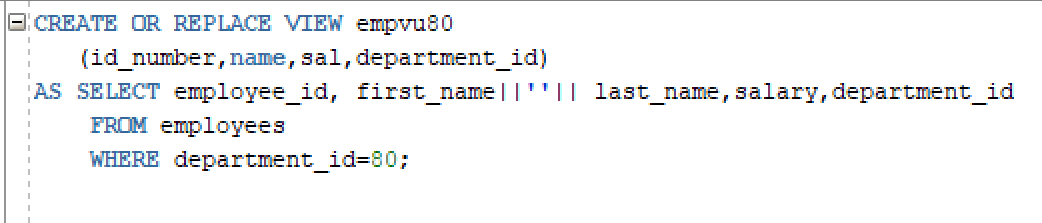 CREATE OR REPLACE VIEW empvu80
(id_number,name,sal,department_id)
AS SELECT employee_id, first_name||''|| last_name,salary,department_id
FROM employees
WHERE department_id=80;